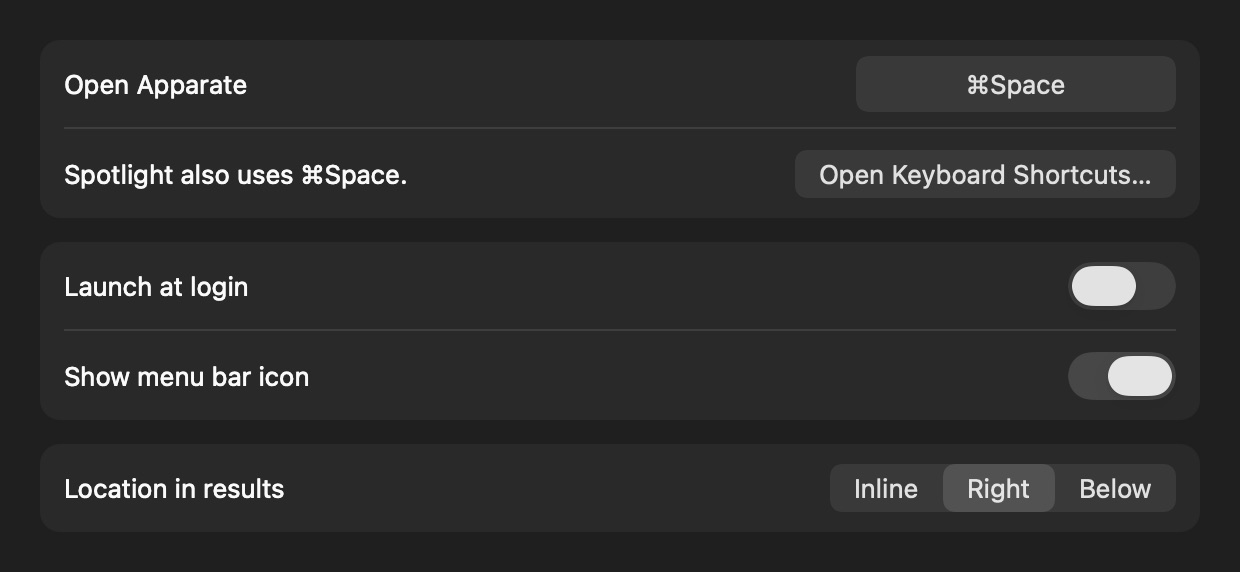 Open Apparate
⌘Space
Spotlight also uses ⌘Space.
Open Keyboard Shortcuts...
Launch at login
Show menu bar icon
Location in results
Inline
Right
Below